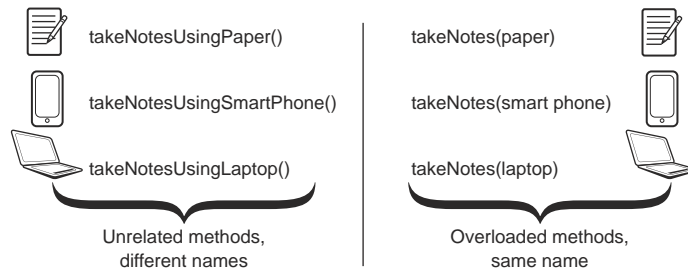 takeNotesUsingPaper()
takeNotesUsingSmartPhone()
takeNotesUsingLaptop()
Unrelated methods,
different names
takeNotes(paper)
takeNotes(smart phone)
takeNotes(laptop)
Overloaded methods,
same name